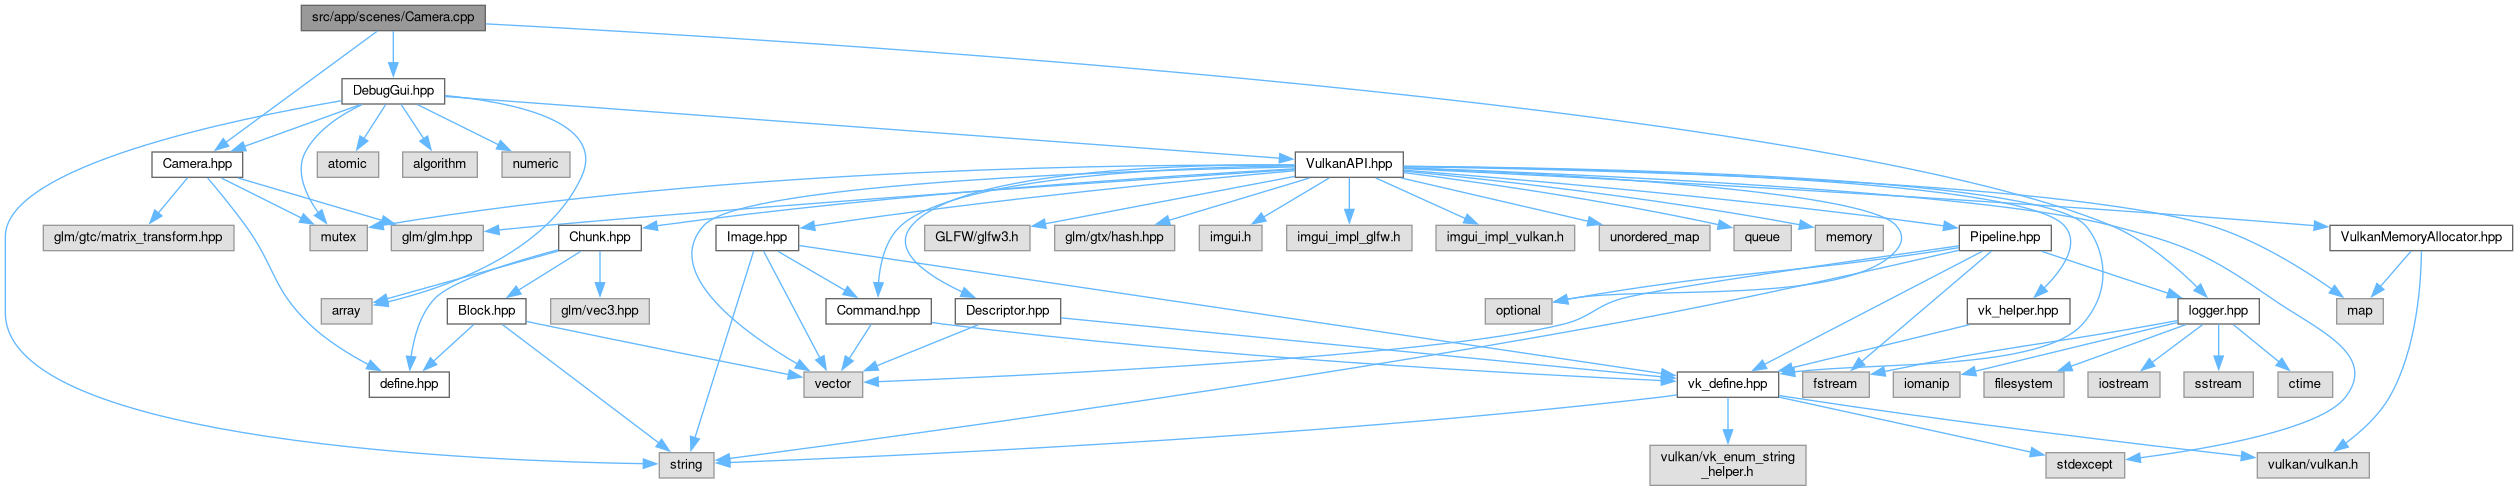 src/app/scenes/Camera.cpp
DebugGui.hpp
Camera.hpp
atomic
algorithm
numeric
VulkanAPI.hpp
glm/gtc/matrix_transform.hpp
mutex
glm/glm.hpp
Chunk.hpp
Image.hpp
GLFW/glfw3.h
glm/gtx/hash.hpp
imgui.h
imgui_impl_glfw.h
imgui_impl_vulkan.h
unordered_map
queue
memory
Pipeline.hpp
VulkanMemoryAllocator.hpp
array
Block.hpp
glm/vec3.hpp
optional
Command.hpp
Descriptor.hpp
vk_helper.hpp
logger.hpp
map
define.hpp
vector
vk_define.hpp
fstream
iomanip
filesystem
iostream
sstream
ctime
string
vulkan/vk_enum_string
_helper.h
stdexcept
vulkan/vulkan.h